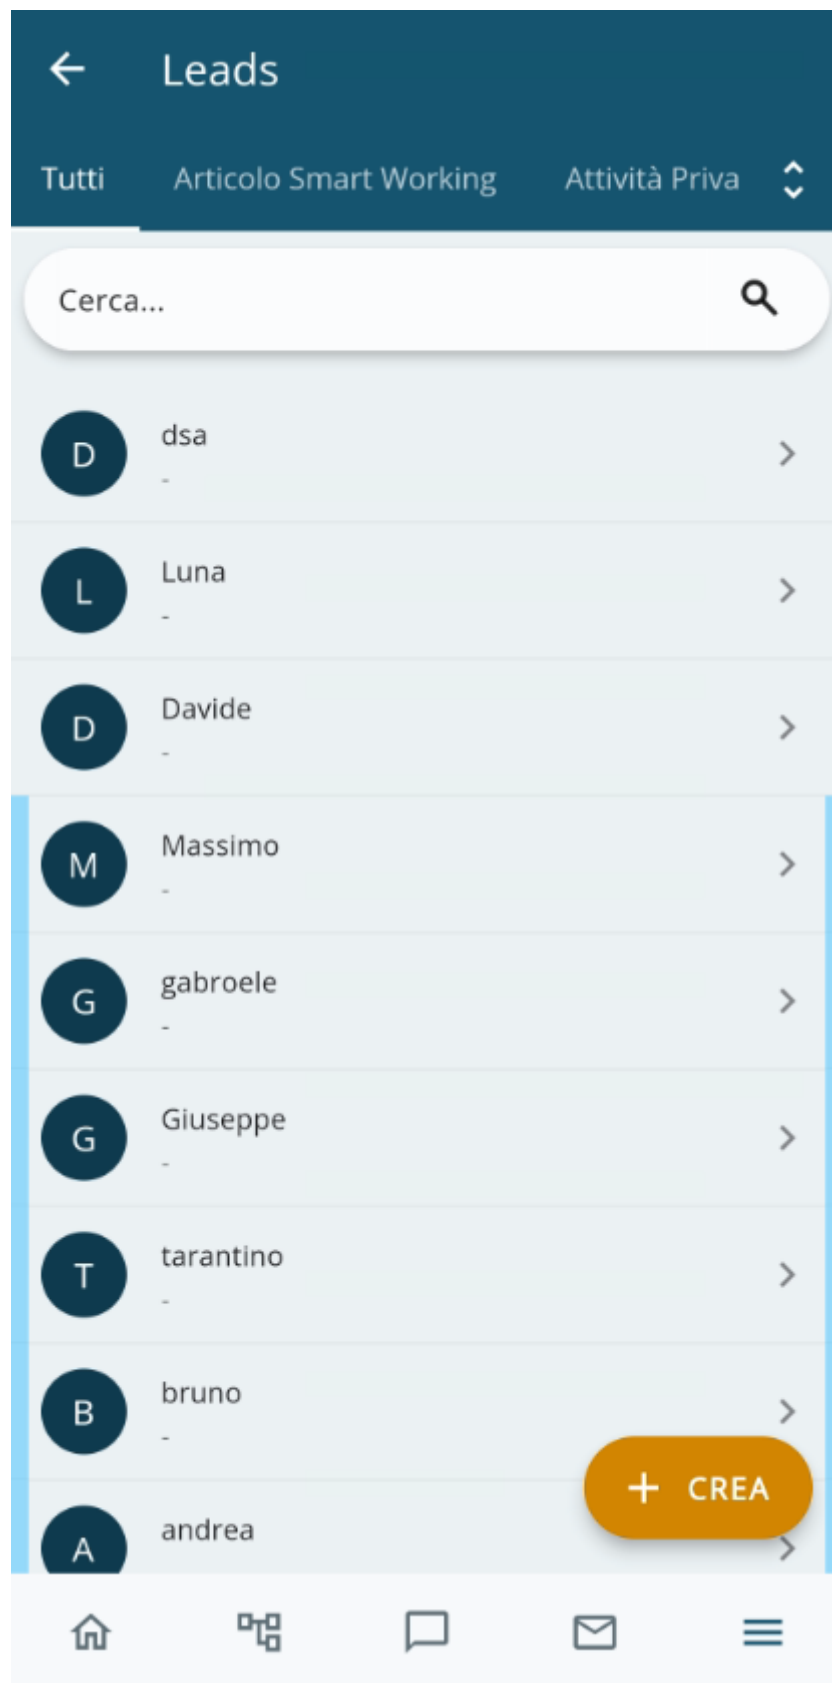 Leads
Tutti Articolo Smart Working Attività Priva
Cerca...
D dsa
-
L Luna
-
D Davide
-
M Massimo
-
G gabroele
-
G Giuseppe
-
T tarantino
-
B bruno
-
A andrea
+ CREA